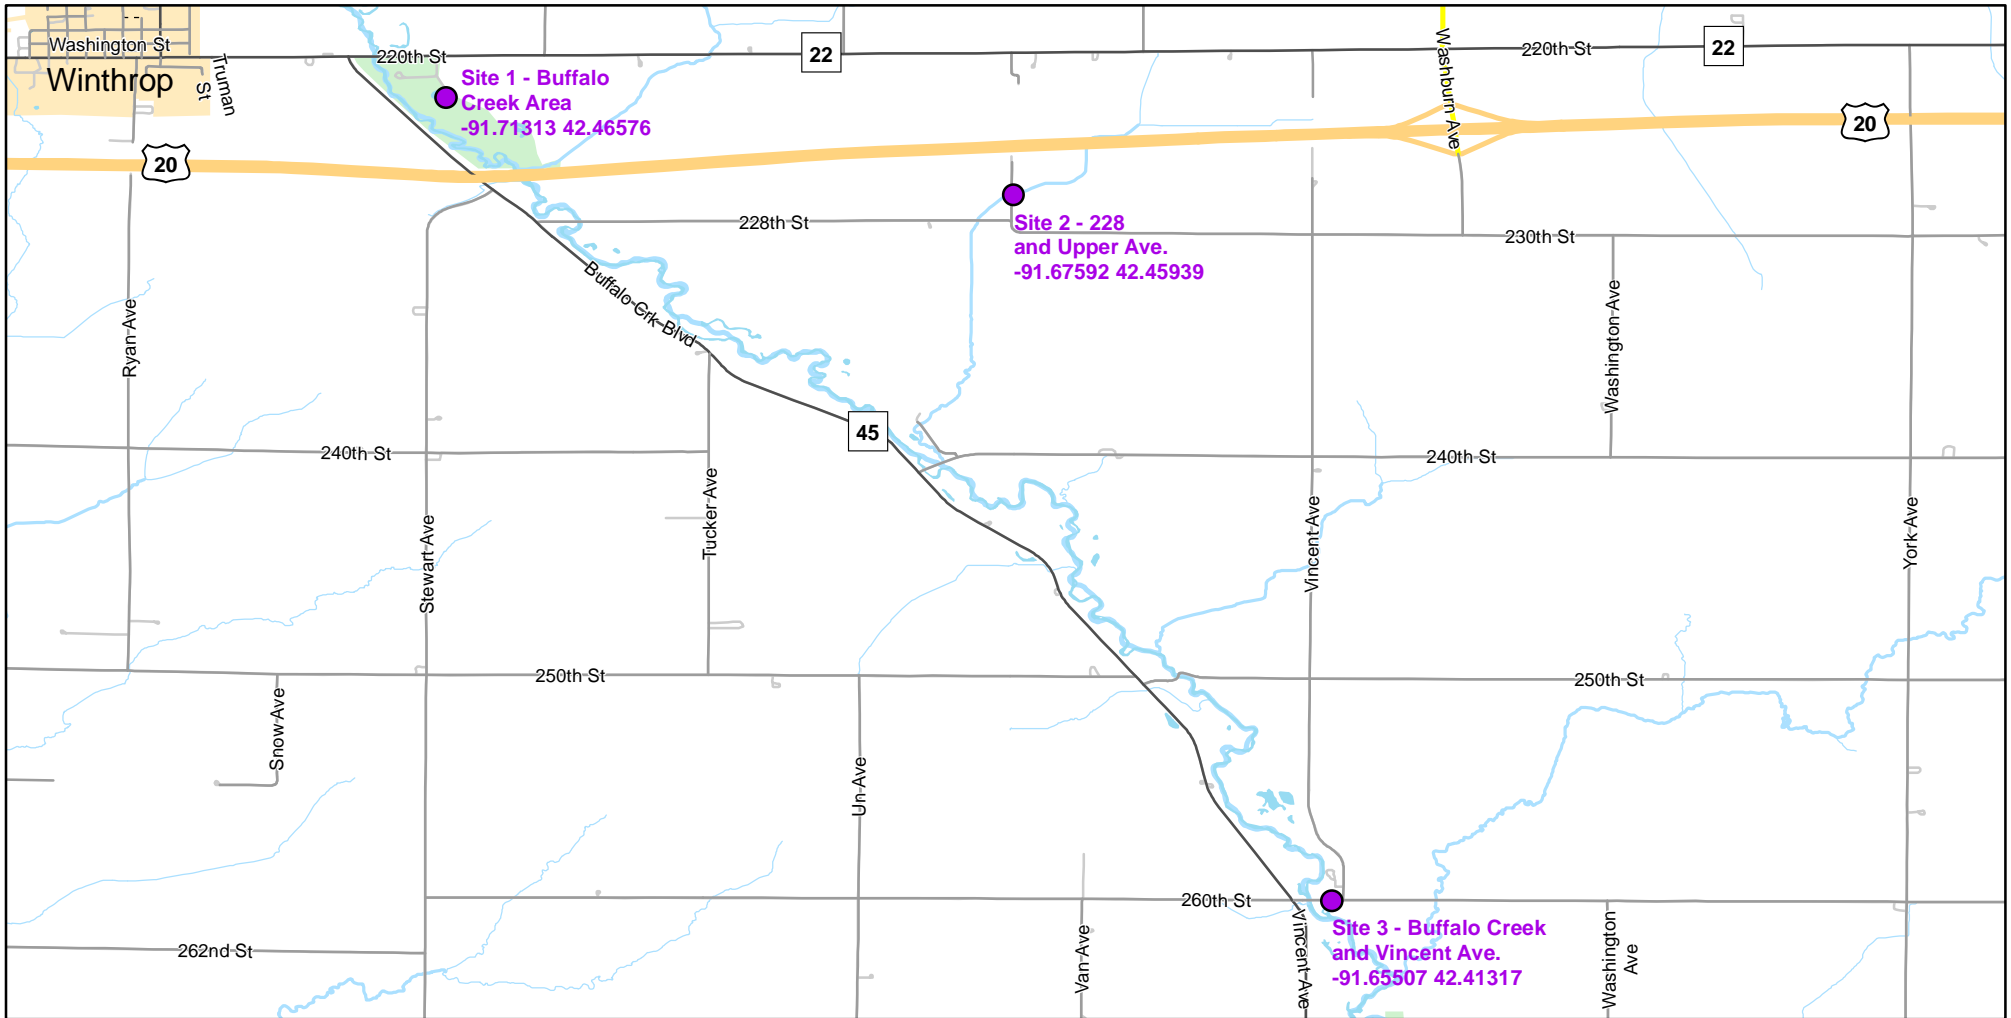 Washington St
Winthrop
Truman
St
220th St
22
Washburn Ave
220th St
22
Site 1 - Buffalo
Creek Area
-91.71313 42.46576
20
20
228th St
Site 2 - 228
and Upper Ave.
-91.67592 42.45939
230th St
Ryan Ave
Buffalo Crk Blvd
Washington Ave
45
240th St
240th St
Stewart Ave
Tucker Ave
Vincent Ave
York Ave
250th St
250th St
Snow Ave
Un Ave
260th St
Site 3 - Buffalo Creek
and Vincent Ave.
-91.65507 42.41317
262nd St
Van Ave
Vincent Ave
Washington
Ave